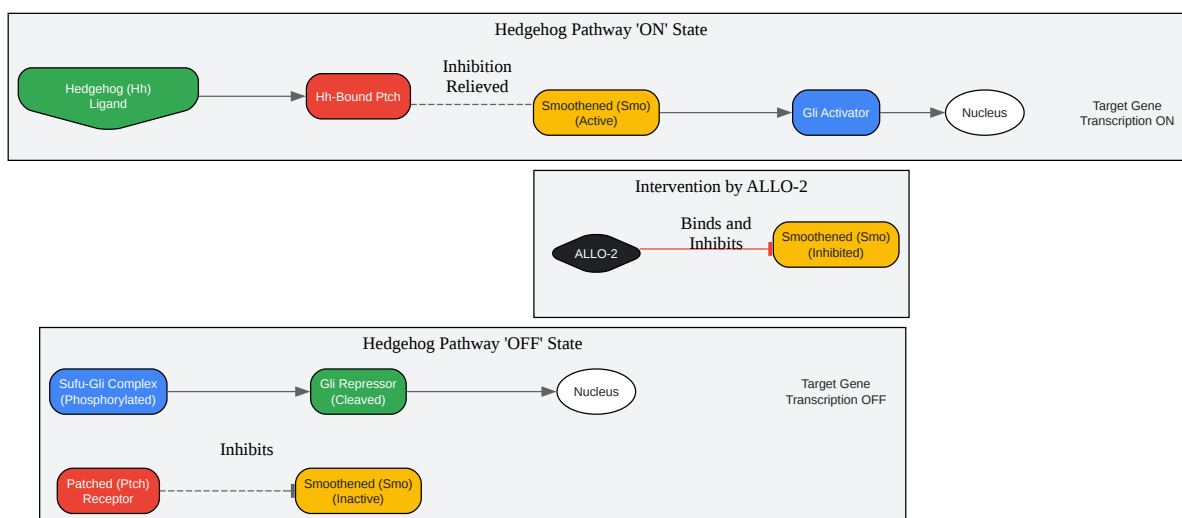 Hedgehog Pathway 'ON' State
Hedgehog (Hh)
Ligand
Hh-Bound Ptch
Inhibition
Relieved
Smoothened (Smo)
(Active)
Gli Activator
Nucleus
Target Gene
Transcription ON
Intervention by ALLO-2
ALLO-2
Binds and
Inhibits
Smoothened (Smo)
(Inhibited)
Hedgehog Pathway 'OFF' State
Sufu-Gli Complex
(Phosphorylated)
Gli Repressor
(Cleaved)
Nucleus
Target Gene
Transcription OFF
Patched (Ptch)
Receptor
Inhibits
Smoothened (Smo)
(Inactive)